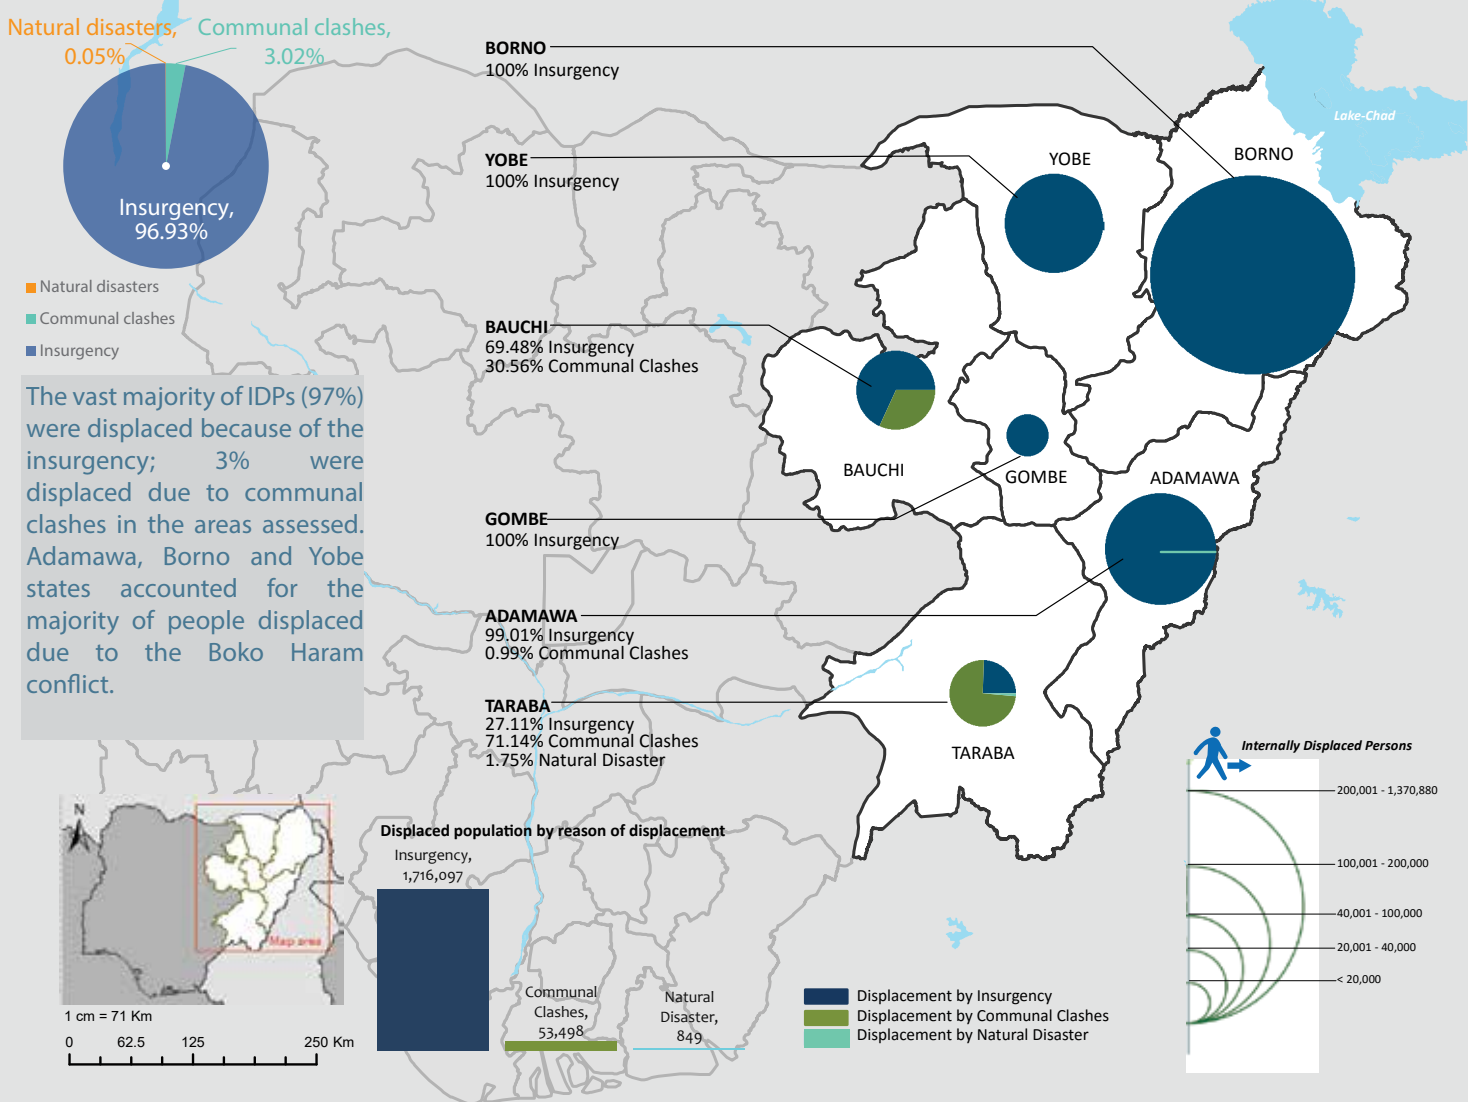 Natural disasters,
0.05%
Communal clashes,
3.02%
Insurgency,
96.93%
Natural disasters
Communal clashes
Insurgency
The vast majority of IDPs (97%)
were displaced because of the
insurgency; 3% were
displaced due to communal
clashes in the areas assessed.
Adamawa, Borno and Yobe
states accounted for the
majority of people displaced
due to the Boko Haram
conflict.
BORNO
100% Insurgency
YOBE
100% Insurgency
BAUCHI
69.48% Insurgency
30.56% Communal Clashes
GOMBE
100% Insurgency
ADAMAWA
99.01% Insurgency
0.99% Communal Clashes
TARABA
27.11% Insurgency
71.14% Communal Clashes
1.75% Natural Disaster
Lake-Chad
YOBE
BORNO
BAUCHI
GOMBE
ADAMAWA
TARABA
Internally Displaced Persons
200,001 - 1,370,880
100,001 - 200,000
40,001 - 100,000
20,001 - 40,000
< 20,000
N
Map area
1 cm = 71 Km
0 62.5 125 250 Km
Displaced population by reason of displacement
Insurgency,
1,716,097
Communal
Clashes,
53,498
Natural
Disaster,
849
Displacement by Insurgency
Displacement by Communal Clashes
Displacement by Natural Disaster